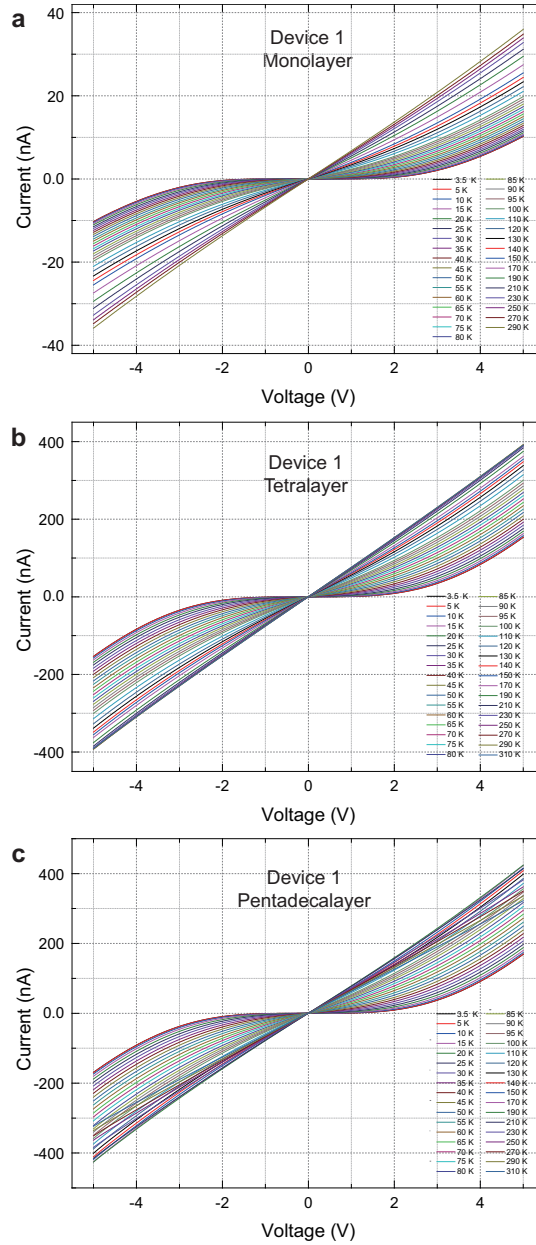 a
Device 1
Monolayer
40
20
0.0
-20
-40
Current (nA)
-4
-2
0
2
4
Voltage (V)
3.5 K 85 K
5 K 90 K
10 K 95 K
15 K 100 K
20 K 110 K
25 K 120 K
30 K 130 K
35 K 140 K
40 K 150 K
45 K 170 K
50 K 190 K
55 K 210 K
60 K 230 K
65 K 250 K
70 K 270 K
75 K 290 K
80 K
b
Device 1
Tetralayer
400
200
0.0
-200
-400
Current (nA)
-4
-2
0
2
4
Voltage (V)
3.5 K 85 K
5 K 90 K
10 K 95 K
15 K 100 K
20 K 110 K
25 K 120 K
30 K 130 K
35 K 140 K
40 K 150 K
45 K 170 K
50 K 190 K
55 K 210 K
60 K 230 K
65 K 250 K
70 K 270 K
75 K 290 K
80 K 310 K
c
Device 1
Pentadecalayer
400
200
0.0
-200
-400
Current (nA)
-4
-2
0
2
4
Voltage (V)
3.5 K 85 K
5 K 90 K
10 K 95 K
15 K 100 K
20 K 110 K
25 K 120 K
30 K 130 K
35 K 140 K
40 K 150 K
45 K 170 K
50 K 190 K
55 K 210 K
60 K 230 K
65 K 250 K
70 K 270 K
75 K 290 K
80 K 310 K